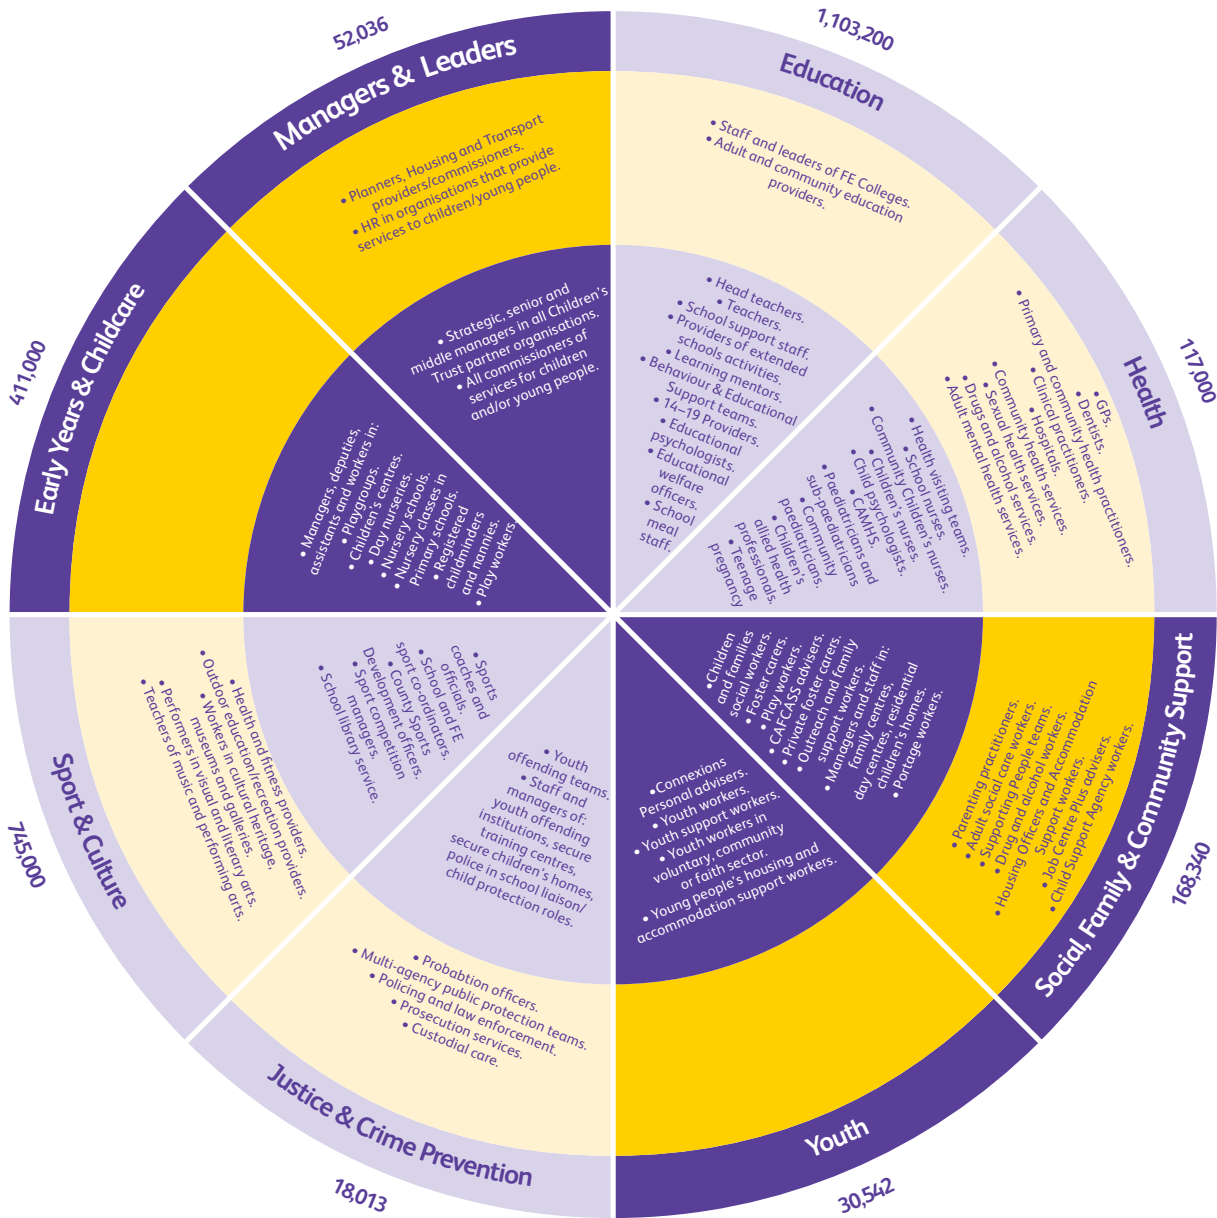 52,036
Managers & Leaders
• Planners, Housing and Transport
providers/commissioners.
• HR in organisations that provide
services to children/young people.
• Strategic, senior and
middle managers in all Children's
Trust partner organisations.
• All commissioners of
services for children
and/or young people.
1,103,200
Education
• Staff and leaders of FE Colleges.
• Adult and community education
providers.
• Head teachers.
• Teachers.
• School support staff.
• Providers of extended
schools activities.
• Learning mentors.
• Behaviour & Educational
Support teams.
• 14–19 Providers.
• Educational
psychologists.
• Educational
welfare
officers.
• School
meal
staff.
117,000
Health
• GPs.
• Dentists.
• Primary and community health practitioners.
• Clinical practitioners.
• Hospitals.
• Community health services.
• Sexual health services.
• Drugs and alcohol services.
• Adult mental health services.
• Health visiting teams.
• School nurses.
• Community Children's nurses.
• Children's nurses.
• CAMHS.
• Child psychologists.
• Paediatricians and
sub-paediatricians
• Community
paediatricians.
• Children's
allied health
professionals.
• Teenage
pregnancy
168,340
Social, Family & Community Support
• Children
and families
social workers.
• Foster carers.
• Play workers.
• CAFCASS advisers.
• Private foster carers.
• Outreach and family
support workers.
• Managers and staff in:
family centres,
day centres, residential
children's homes.
• Portage workers.
• Parenting practitioners.
• Adult social care workers.
• Supporting People teams.
• Drug and alcohol workers.
• Housing Officers and Accommodation
Support workers.
• Job Centre Plus advisers.
• Child Support Agency workers.
30,542
Youth
•Connexions
Personal advisers.
• Youth workers.
• Youth support workers.
• Youth workers in
voluntary, community
or faith sector.
• Young people's housing and
accommodation support workers.
18,013
Justice & Crime Prevention
• Youth
offending teams.
• Staff and
managers of:
youth offending
institutions, secure
training centres,
secure children's homes,
police in school liaison/
child protection roles.
• Probabtion officers.
• Multi-agency public protection teams.
• Policing and law enforcement.
• Prosecution services.
• Custodial care.
745,000
Sport & Culture
• Sports
coaches and
officials.
• School and FE
sport co-ordinators.
• County Sports
Development officers.
• Sport competition
managers.
• School library service.
• Health and fitness providers.
• Outdoor education/recreation providers.
• Workers in cultural heritage,
museums and galleries.
• Performers in visual and literary arts.
• Teachers of music and performing arts.
411,000
Early Years & Childcare
• Managers, deputies,
assistants and workers in:
• Playgroups.
• Children's centres.
• Day nurseries.
• Nursery schools.
• Nursery classes in
Primary schools.
• Registered
childminders
and nannies.
• Play workers.